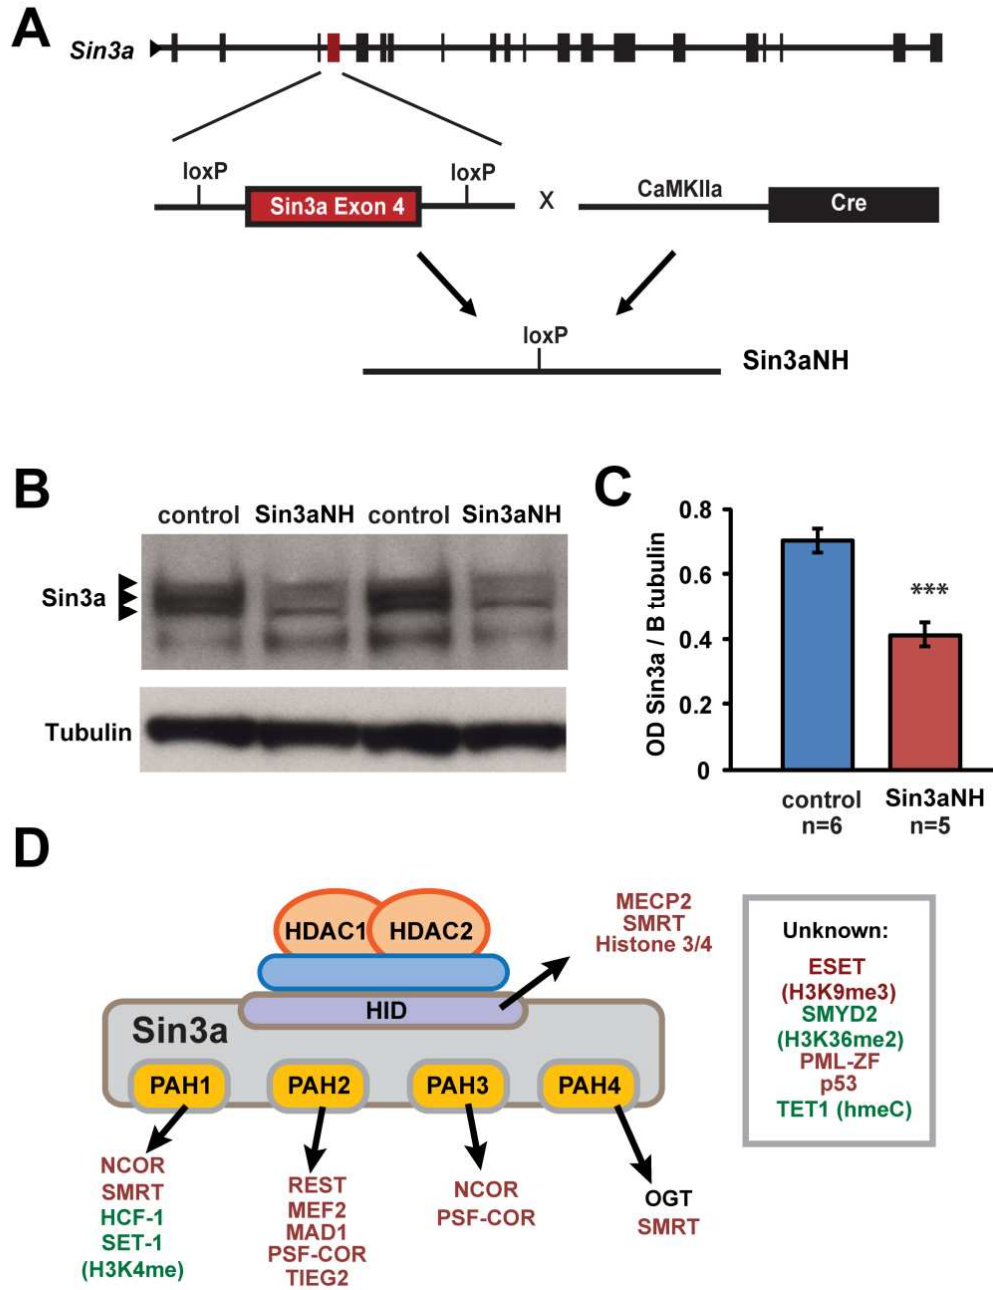 A
Sin3a
loxP
loxP
Sin3a Exon 4
X
CaMKIIa
Cre
loxP
Sin3aNH
B
control Sin3aNH control Sin3aNH
Sin3a
Tubulin
C
OD Sin3a / B tubulin
0.8
0.6
0.4
0.2
0
***
control
n=6
Sin3aNH
n=5
D
HDAC1
HDAC2
HID
Sin3a
PAH1
PAH2
PAH3
PAH4
MECP2
SMRT
Histone 3/4
NCOR
SMRT
HCF-1
SET-1
(H3K4me)
REST
MEF2
MAD1
PSF-COR
TIEG2
NCOR
PSF-COR
OGT
SMRT
Unknown:
ESET
(H3K9me3)
SMYD2
(H3K36me2)
PML-ZF
p53
TET1 (hmeC)